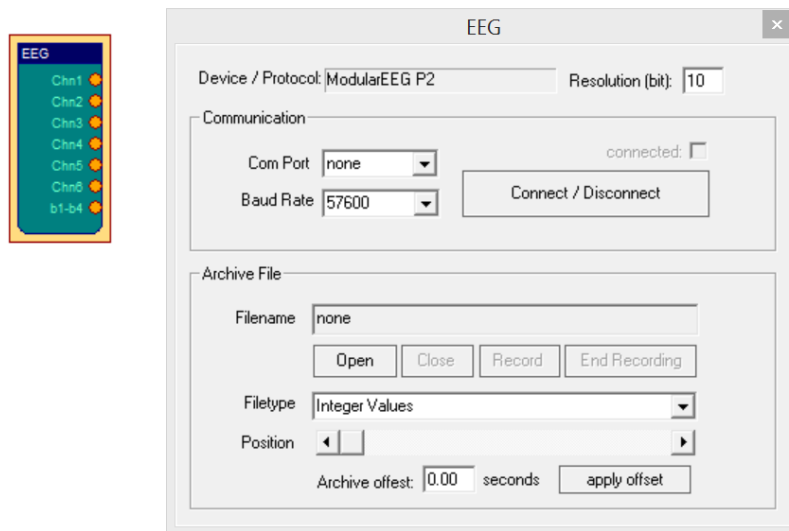 EEG
Chn1
Chn2
Chn3
Chn4
Chn5
Chn6
b1-b4
EEG
Device / Protocol: ModularEEG P2 Resolution (bit): 10
Communication
connected:
Com Port none
Connect / Disconnect
Baud Rate 57600
Archive File
Filename none
Open Close Record End Recording
Filetype Integer Values
Position
Archive offest: 0.00 seconds apply offset